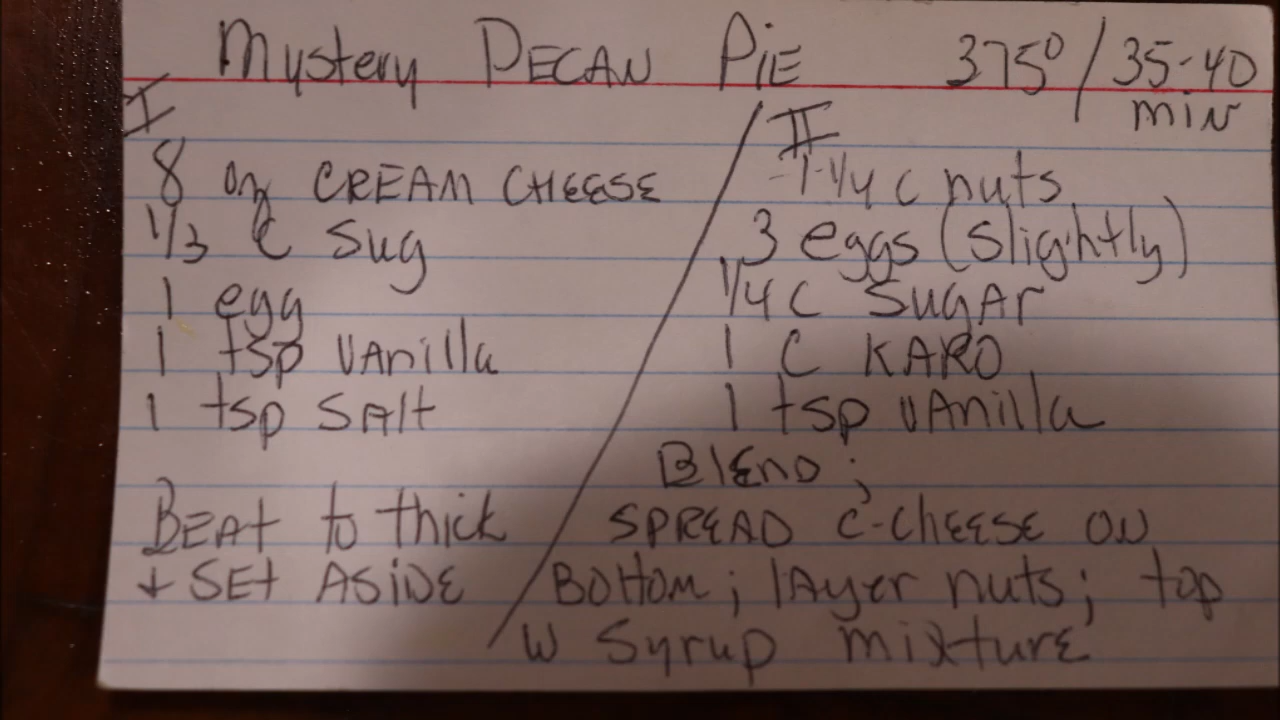 Mystery PECAN PiE 375° / 35-40 min
I
8 oz CREAM CHEESE
1/3 C Sug
1 egg
1 tsp VAnilla
1 tsp SAlt
BEAt to thick
+ SEt ASiDE
II
1-1/4 C nuts
3 eggs (Slightly)
1/4 C SUGAr
1 C KARO
1 tsp VAnilla
BlEND ;
SPREAD C-ChEESE ON
BOttom ; lAyer nuts ; top
W Syrup mixturE